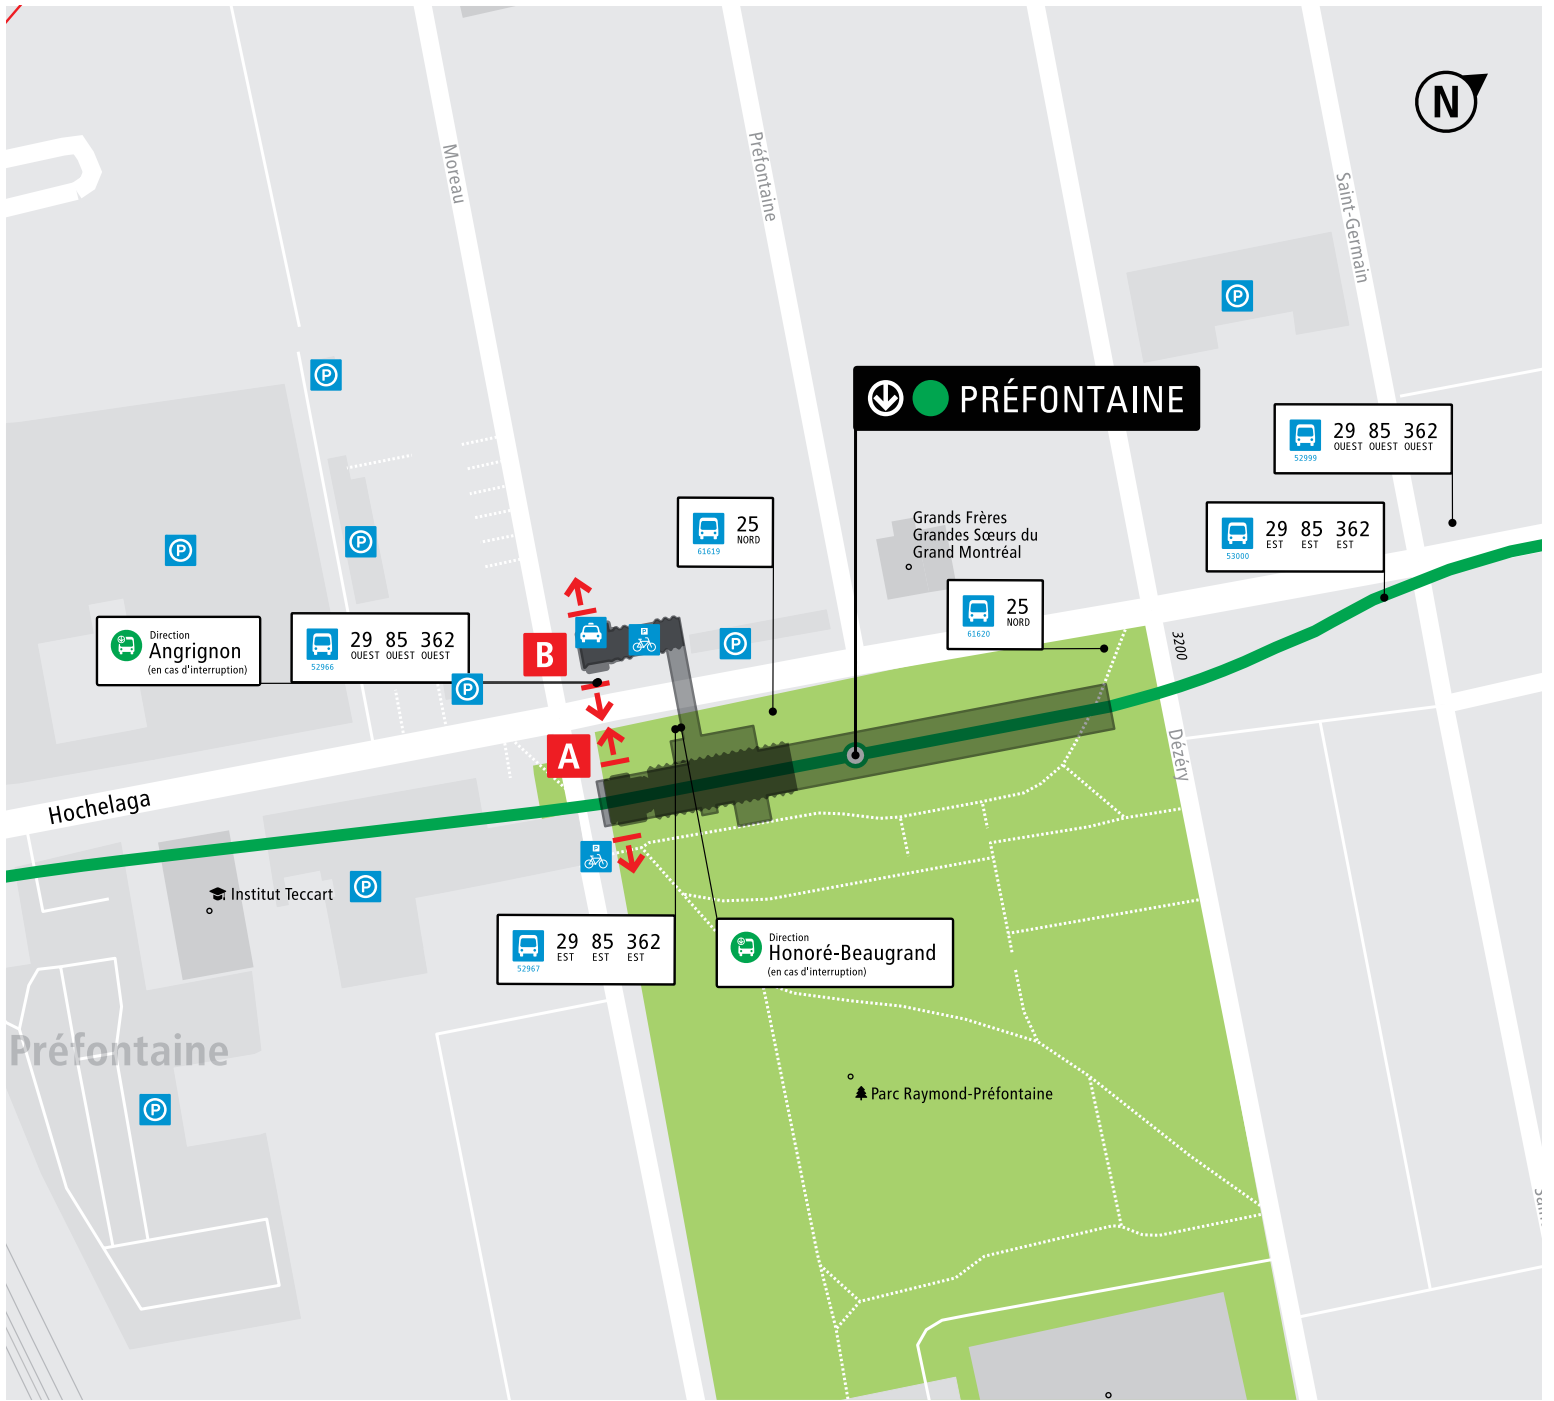 N
Moreau
Préfontaine
Saint-Germain
P
P
PRÉFONTAINE
29 85 362
OUEST OUEST OUEST
52999
25
NORD
61619
29 85 362
EST EST EST
53000
Grands Frères
Grandes Sœurs du
Grand Montréal
P
P
25
NORD
61620
Direction
Angrignon
(en cas d'interruption)
29 85 362
OUEST OUEST OUEST
52966
B
P
P
P
3200
A
Dézéry
Hochelaga
P
Institut Teccart
P
29 85 362
EST EST EST
52967
Direction
Honoré-Beaugrand
(en cas d'interruption)
Préfontaine
Parc Raymond-Préfontaine
P